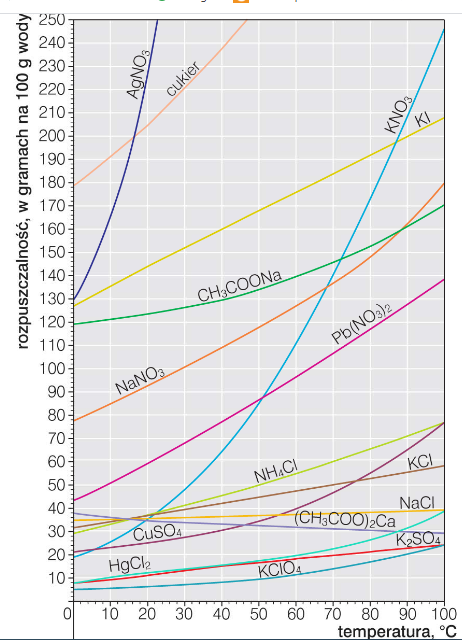 rozpuszczalność, w gramach na 100 g wody
250
240
230
220
210
200
190
180
170
160
150
140
130
120
110
100
90
80
70
60
50
40
30
20
10
AgNO₃
cukier
KNO₃
KI
CH₃COONa
Pb(NO₃)₂
NaNO₃
NH₄Cl
KCl
NaCl
(CH₃COO)₂Ca
CuSO₄
K₂SO₄
HgCl₂
KClO₄
0 10 20 30 40 50 60 70 80 90 100
temperatura, °C